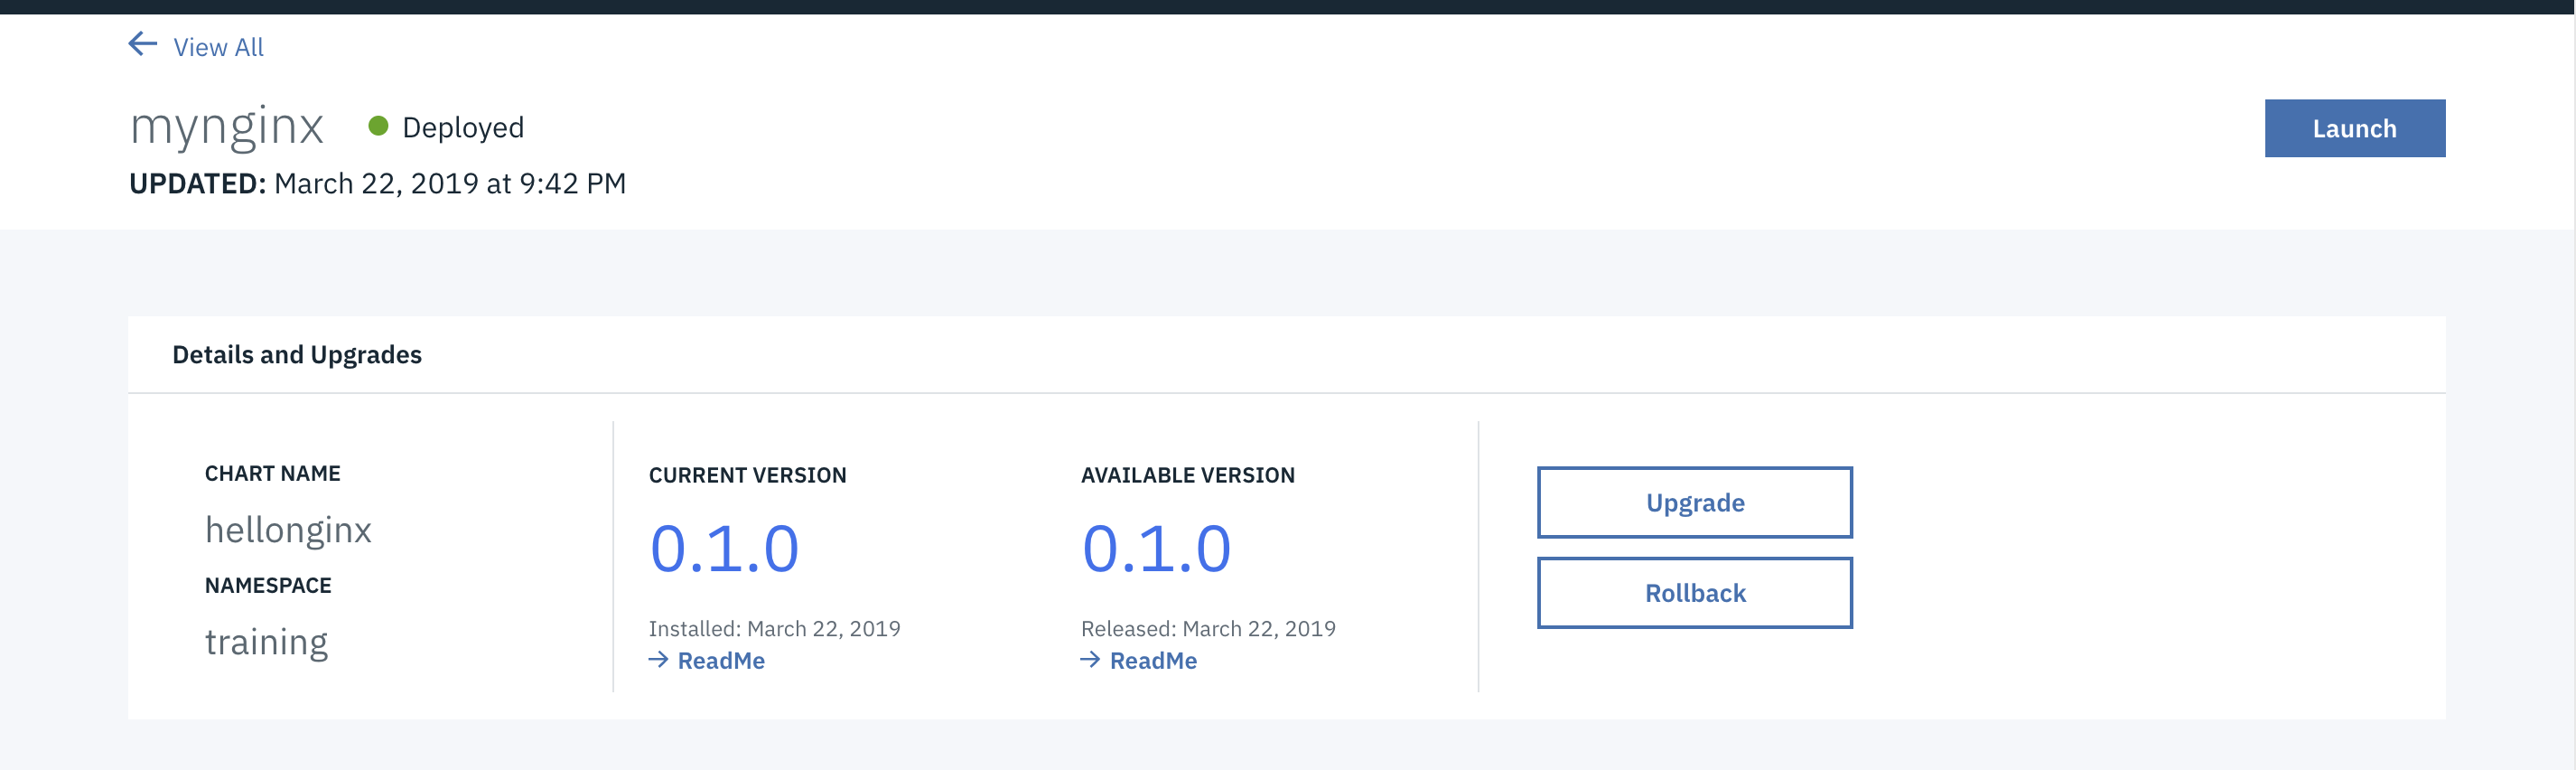 View All
mynginx Deployed
Launch
UPDATED: March 22, 2019 at 9:42 PM
Details and Upgrades
CHART NAME
hellonginx
NAMESPACE
training
CURRENT VERSION
0.1.0
Installed: March 22, 2019
ReadMe
AVAILABLE VERSION
0.1.0
Released: March 22, 2019
ReadMe
Upgrade
Rollback